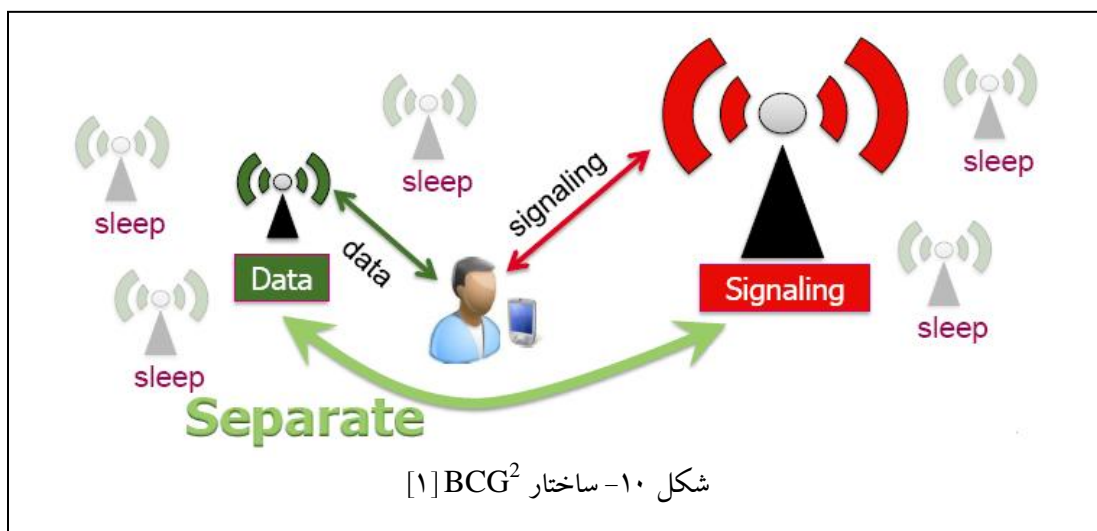 sleep
sleep
sleep
sleep
sleep
data
signaling
Data
Signaling
Separate
شکل ۱۰- ساختار BCG² [۱]